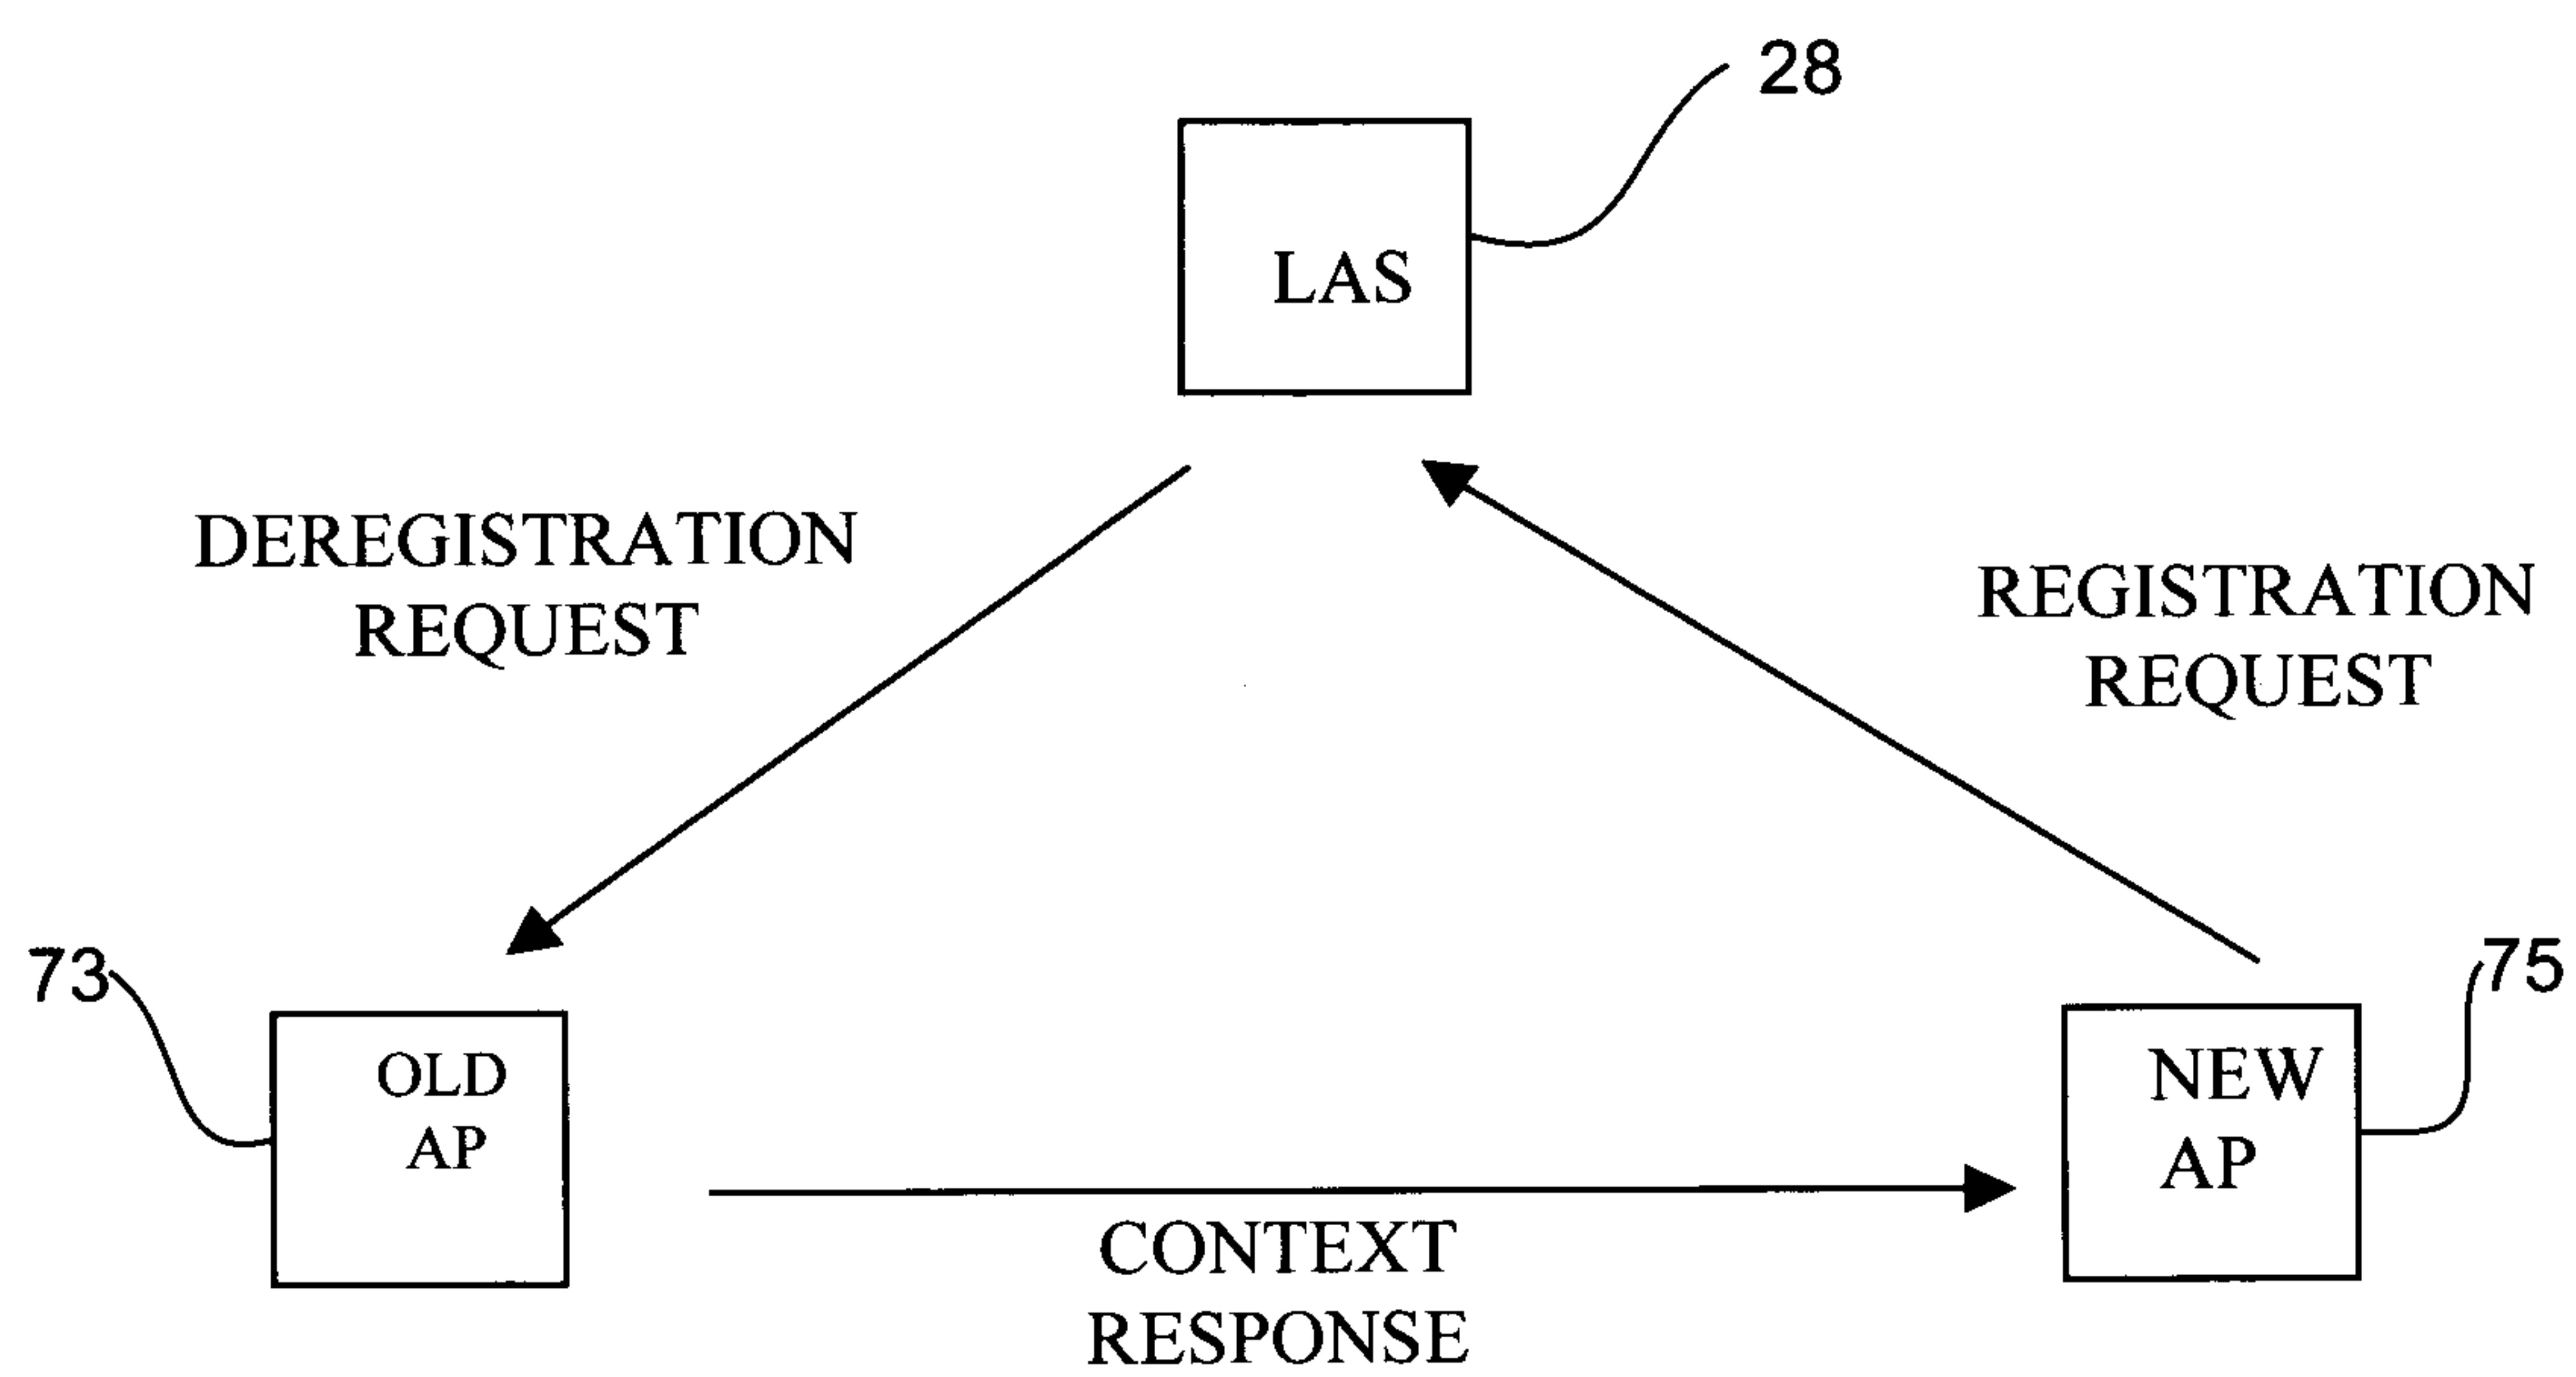 28
LAS
DEREGISTRATION
REQUEST
REGISTRATION
REQUEST
73
75
OLD
AP
NEW
AP
CONTEXT
RESPONSE